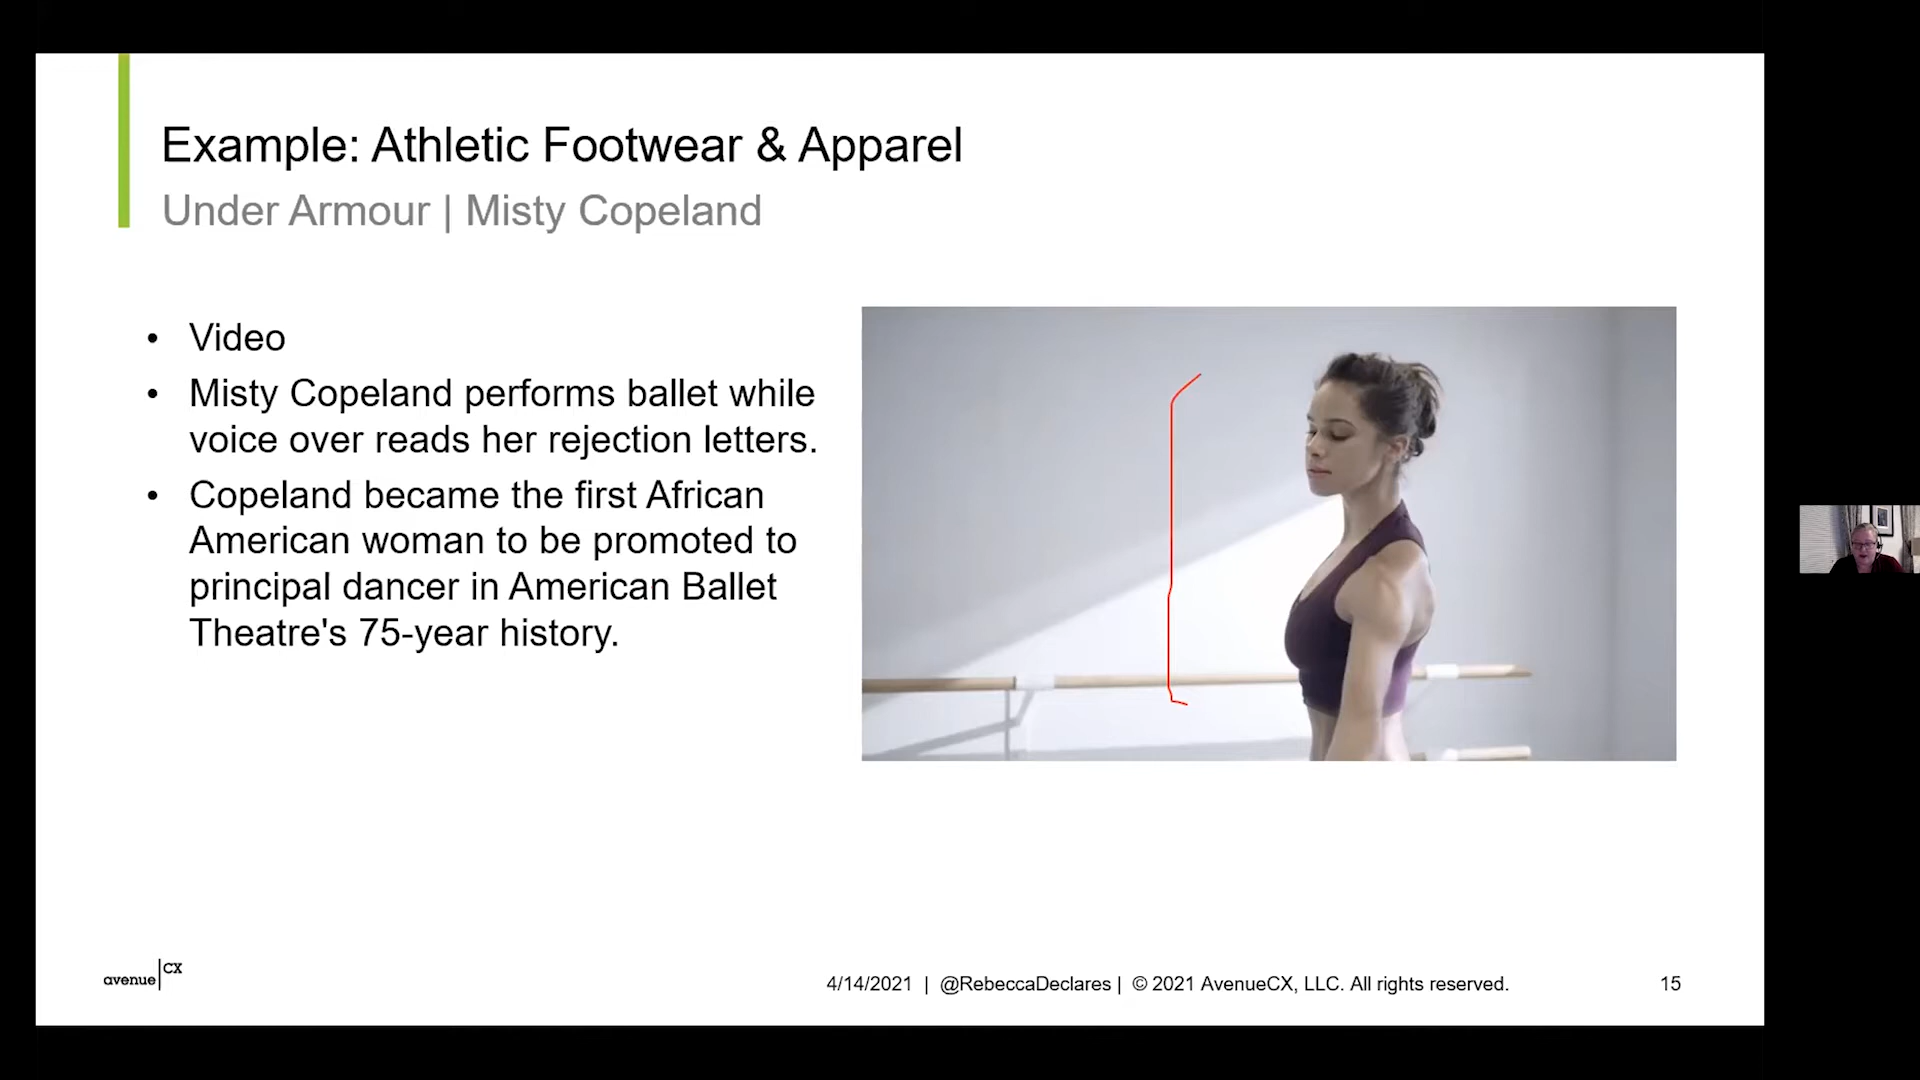 Example: Athletic Footwear & Apparel
Under Armour | Misty Copeland
• Video
• Misty Copeland performs ballet while
voice over reads her rejection letters.
• Copeland became the first African
American woman to be promoted to
principal dancer in American Ballet
Theatre's 75-year history.
avenue|CX
4/14/2021 | @RebeccaDeclares | © 2021 AvenueCX, LLC. All rights reserved.
15